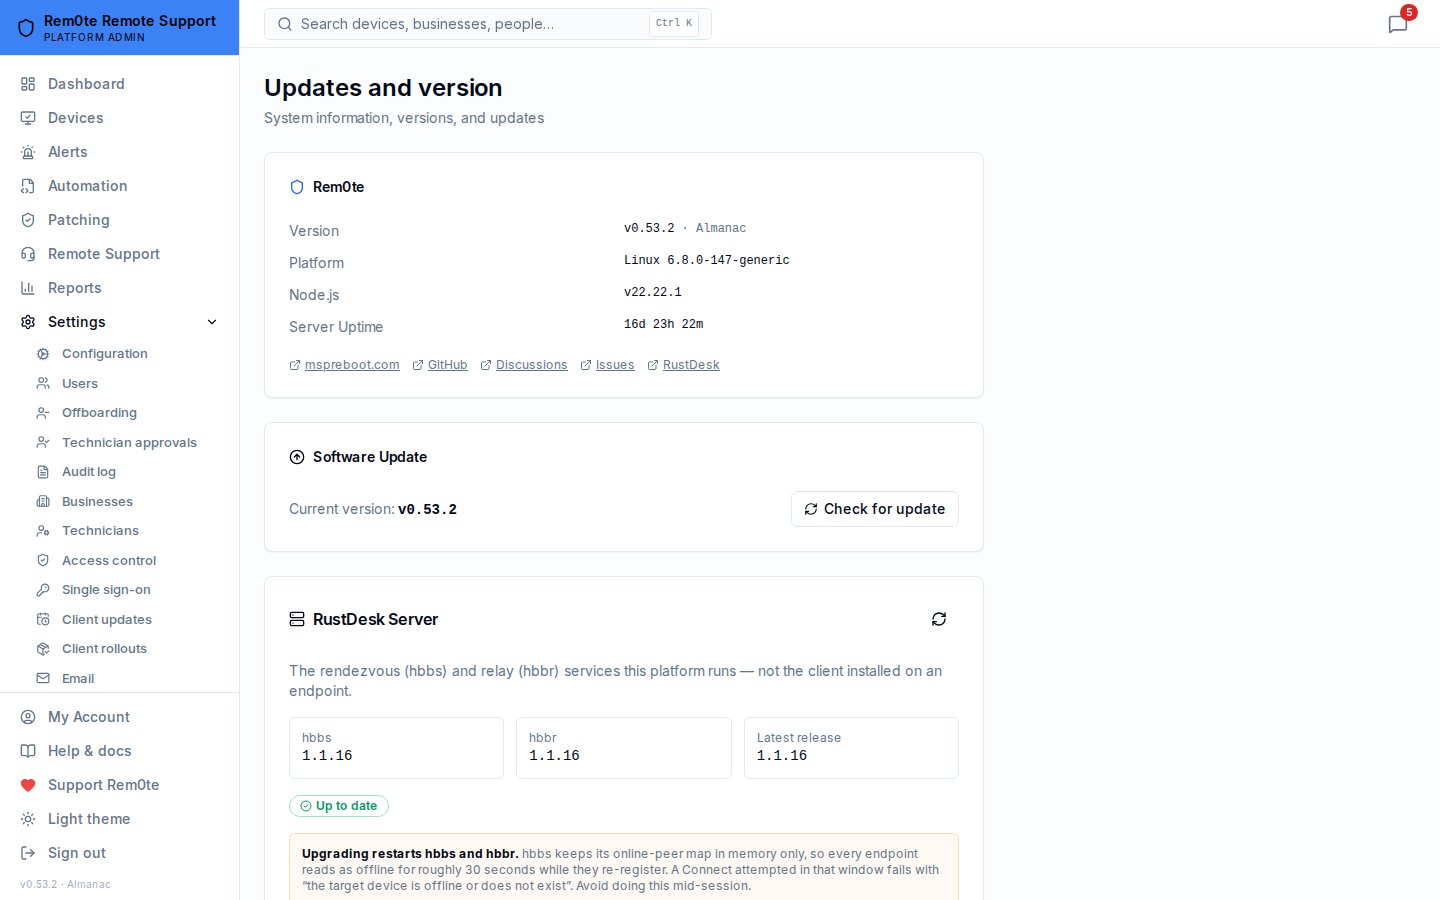 Rem0te Remote Support
PLATFORM ADMIN
Search devices, businesses, people…
Ctrl K
5
Dashboard
Devices
Alerts
Automation
Patching
Remote Support
Reports
Settings
Configuration
Users
Offboarding
Technician approvals
Audit log
Businesses
Technicians
Access control
Single sign-on
Client updates
Client rollouts
Email
My Account
Help & docs
Support Rem0te
Light theme
Sign out
v0.53.2 · Almanac
Updates and version
System information, versions, and updates
Rem0te
Version v0.53.2 · Almanac
Platform Linux 6.8.0-147-generic
Node.js v22.22.1
Server Uptime 16d 23h 22m
mspreboot.com GitHub Discussions Issues RustDesk
Software Update
Current version: v0.53.2
Check for update
RustDesk Server
The rendezvous (hbbs) and relay (hbbr) services this platform runs — not the client installed on an
endpoint.
hbbs
1.1.16
hbbr
1.1.16
Latest release
1.1.16
Up to date
Upgrading restarts hbbs and hbbr. hbbs keeps its online-peer map in memory only, so every endpoint
reads as offline for roughly 30 seconds while they re-register. A Connect attempted in that window fails with
“the target device is offline or does not exist”. Avoid doing this mid-session.